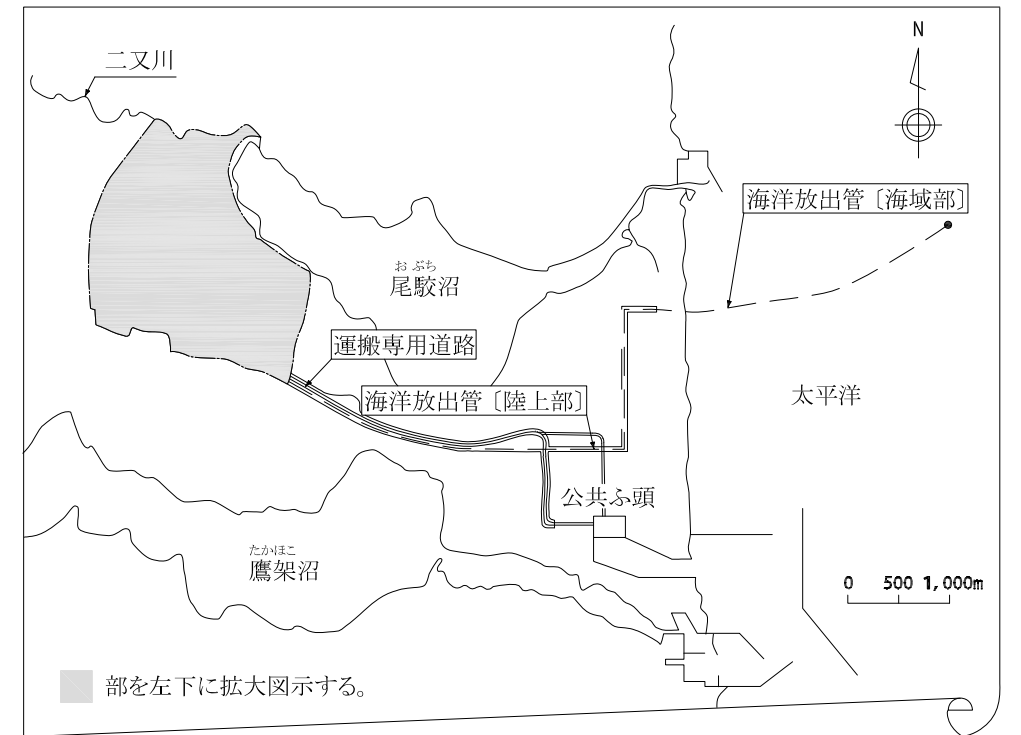 二又川
N
海洋放出管〔海域部〕
おぶち
尾駮沼
運搬専用道路
海洋放出管〔陸上部〕
太平洋
公共ふ頭
たかほこ
鷹架沼
0 500 1,000m
部を左下に拡大図示する。